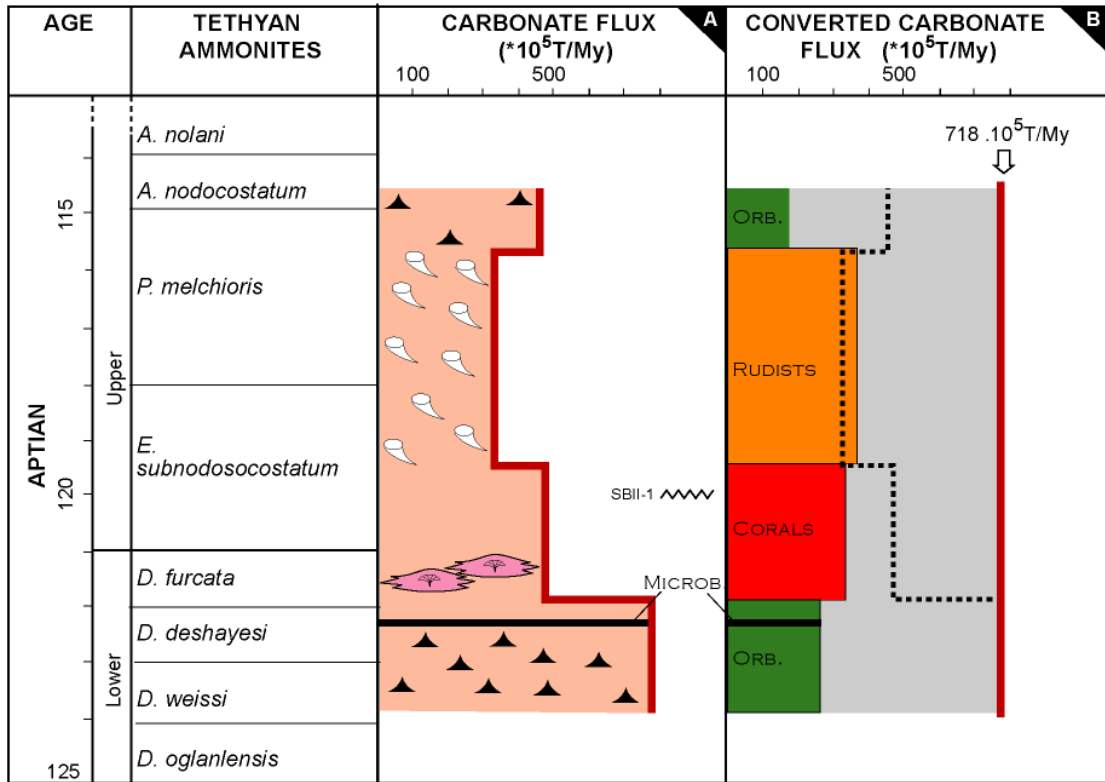 AGE
TETHYAN
AMMONITES
CARBONATE FLUX
(*10⁵T/My)
A
100
500
CONVERTED CARBONATE
FLUX (*10⁵T/My)
B
100
500
APTIAN
115
120
125
Upper
Lower
A. nolani
A. nodocostatum
P. melchioris
E.
subnodosocostatum
D. furcata
D. deshayesi
D. weissi
D. oglanlensis
SBII-1
MICROB.
718 .10⁵T/My
ORB.
RUDISTS
CORALS
ORB.